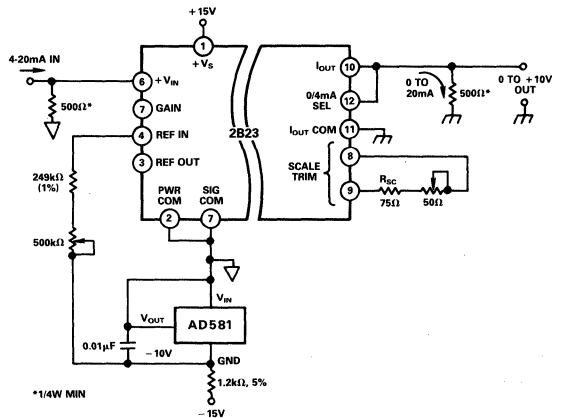 +15V
1
+VS
4-20mA IN
6
+VIN
500Ω*
7
GAIN
4
REF IN
3
REF OUT
2B23
IOUT
10
0/4mA
SEL
12
IOUT COM
11
SCALE
TRIM
8
9
0 TO
20mA
500Ω*
0 TO +10V
OUT
RSC
75Ω
50Ω
249kΩ
(1%)
500kΩ
PWR
COM
SIG
COM
2
7
VIN
VOUT
AD581
0.01μF
−10V
GND
1.2kΩ, 5%
−15V
*1/4W MIN